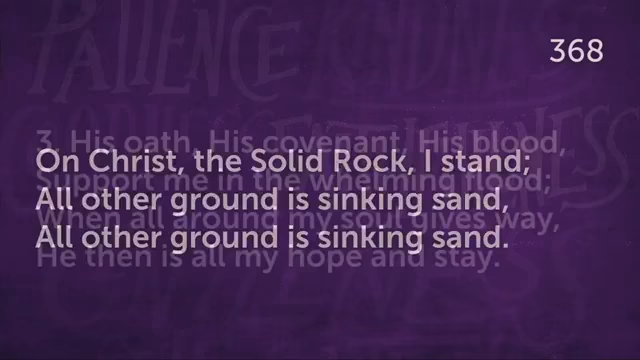 PATIENCE KINDNESS
368
3. His oath, His covenant, His blood,
On Christ, the Solid Rock, I stand;
Support me in the whelming flood;
All other ground is sinking sand,
When all around my soul gives way,
All other ground is sinking sand.
He then is all my hope and stay.